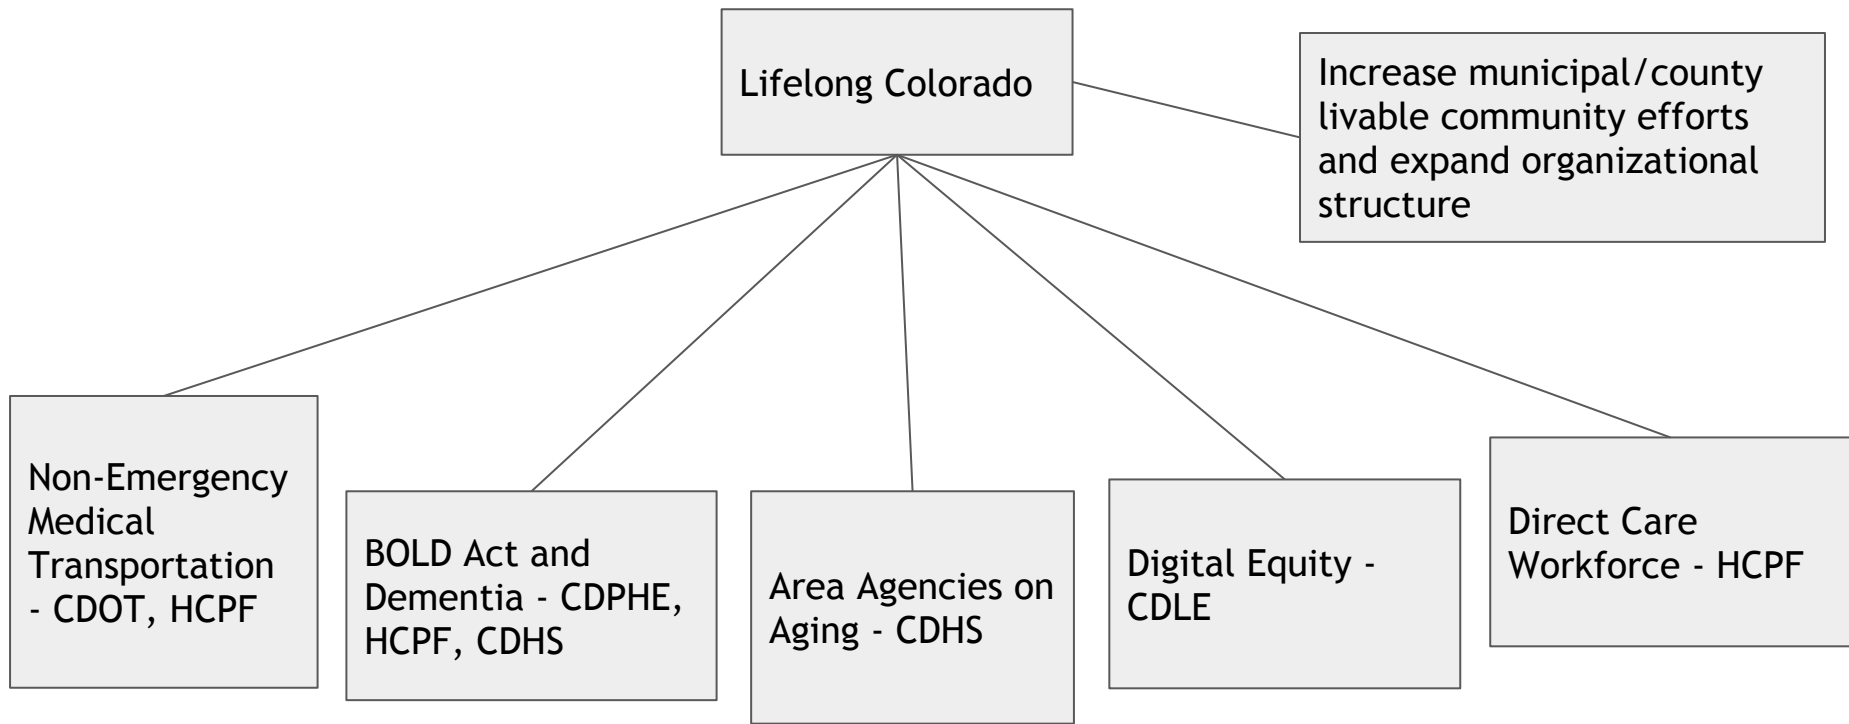 Lifelong Colorado
Increase municipal/county
livable community efforts
and expand organizational
structure
Non-Emergency
Medical
Transportation
- CDOT, HCPF
BOLD Act and
Dementia - CDPHE,
HCPF, CDHS
Area Agencies on
Aging - CDHS
Digital Equity -
CDLE
Direct Care
Workforce - HCPF